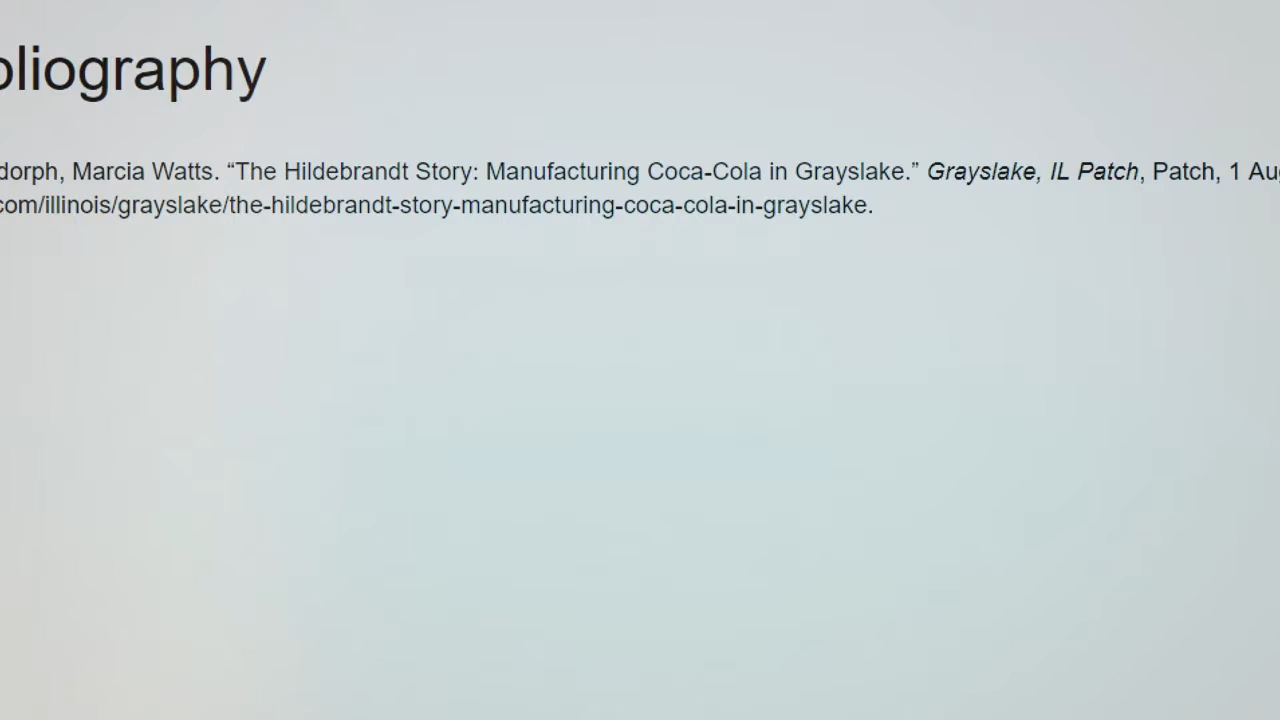 bliography
dorph, Marcia Watts. “The Hildebrandt Story: Manufacturing Coca-Cola in Grayslake.” Grayslake, IL Patch, Patch, 1 Aug
com/illinois/grayslake/the-hildebrandt-story-manufacturing-coca-cola-in-grayslake.